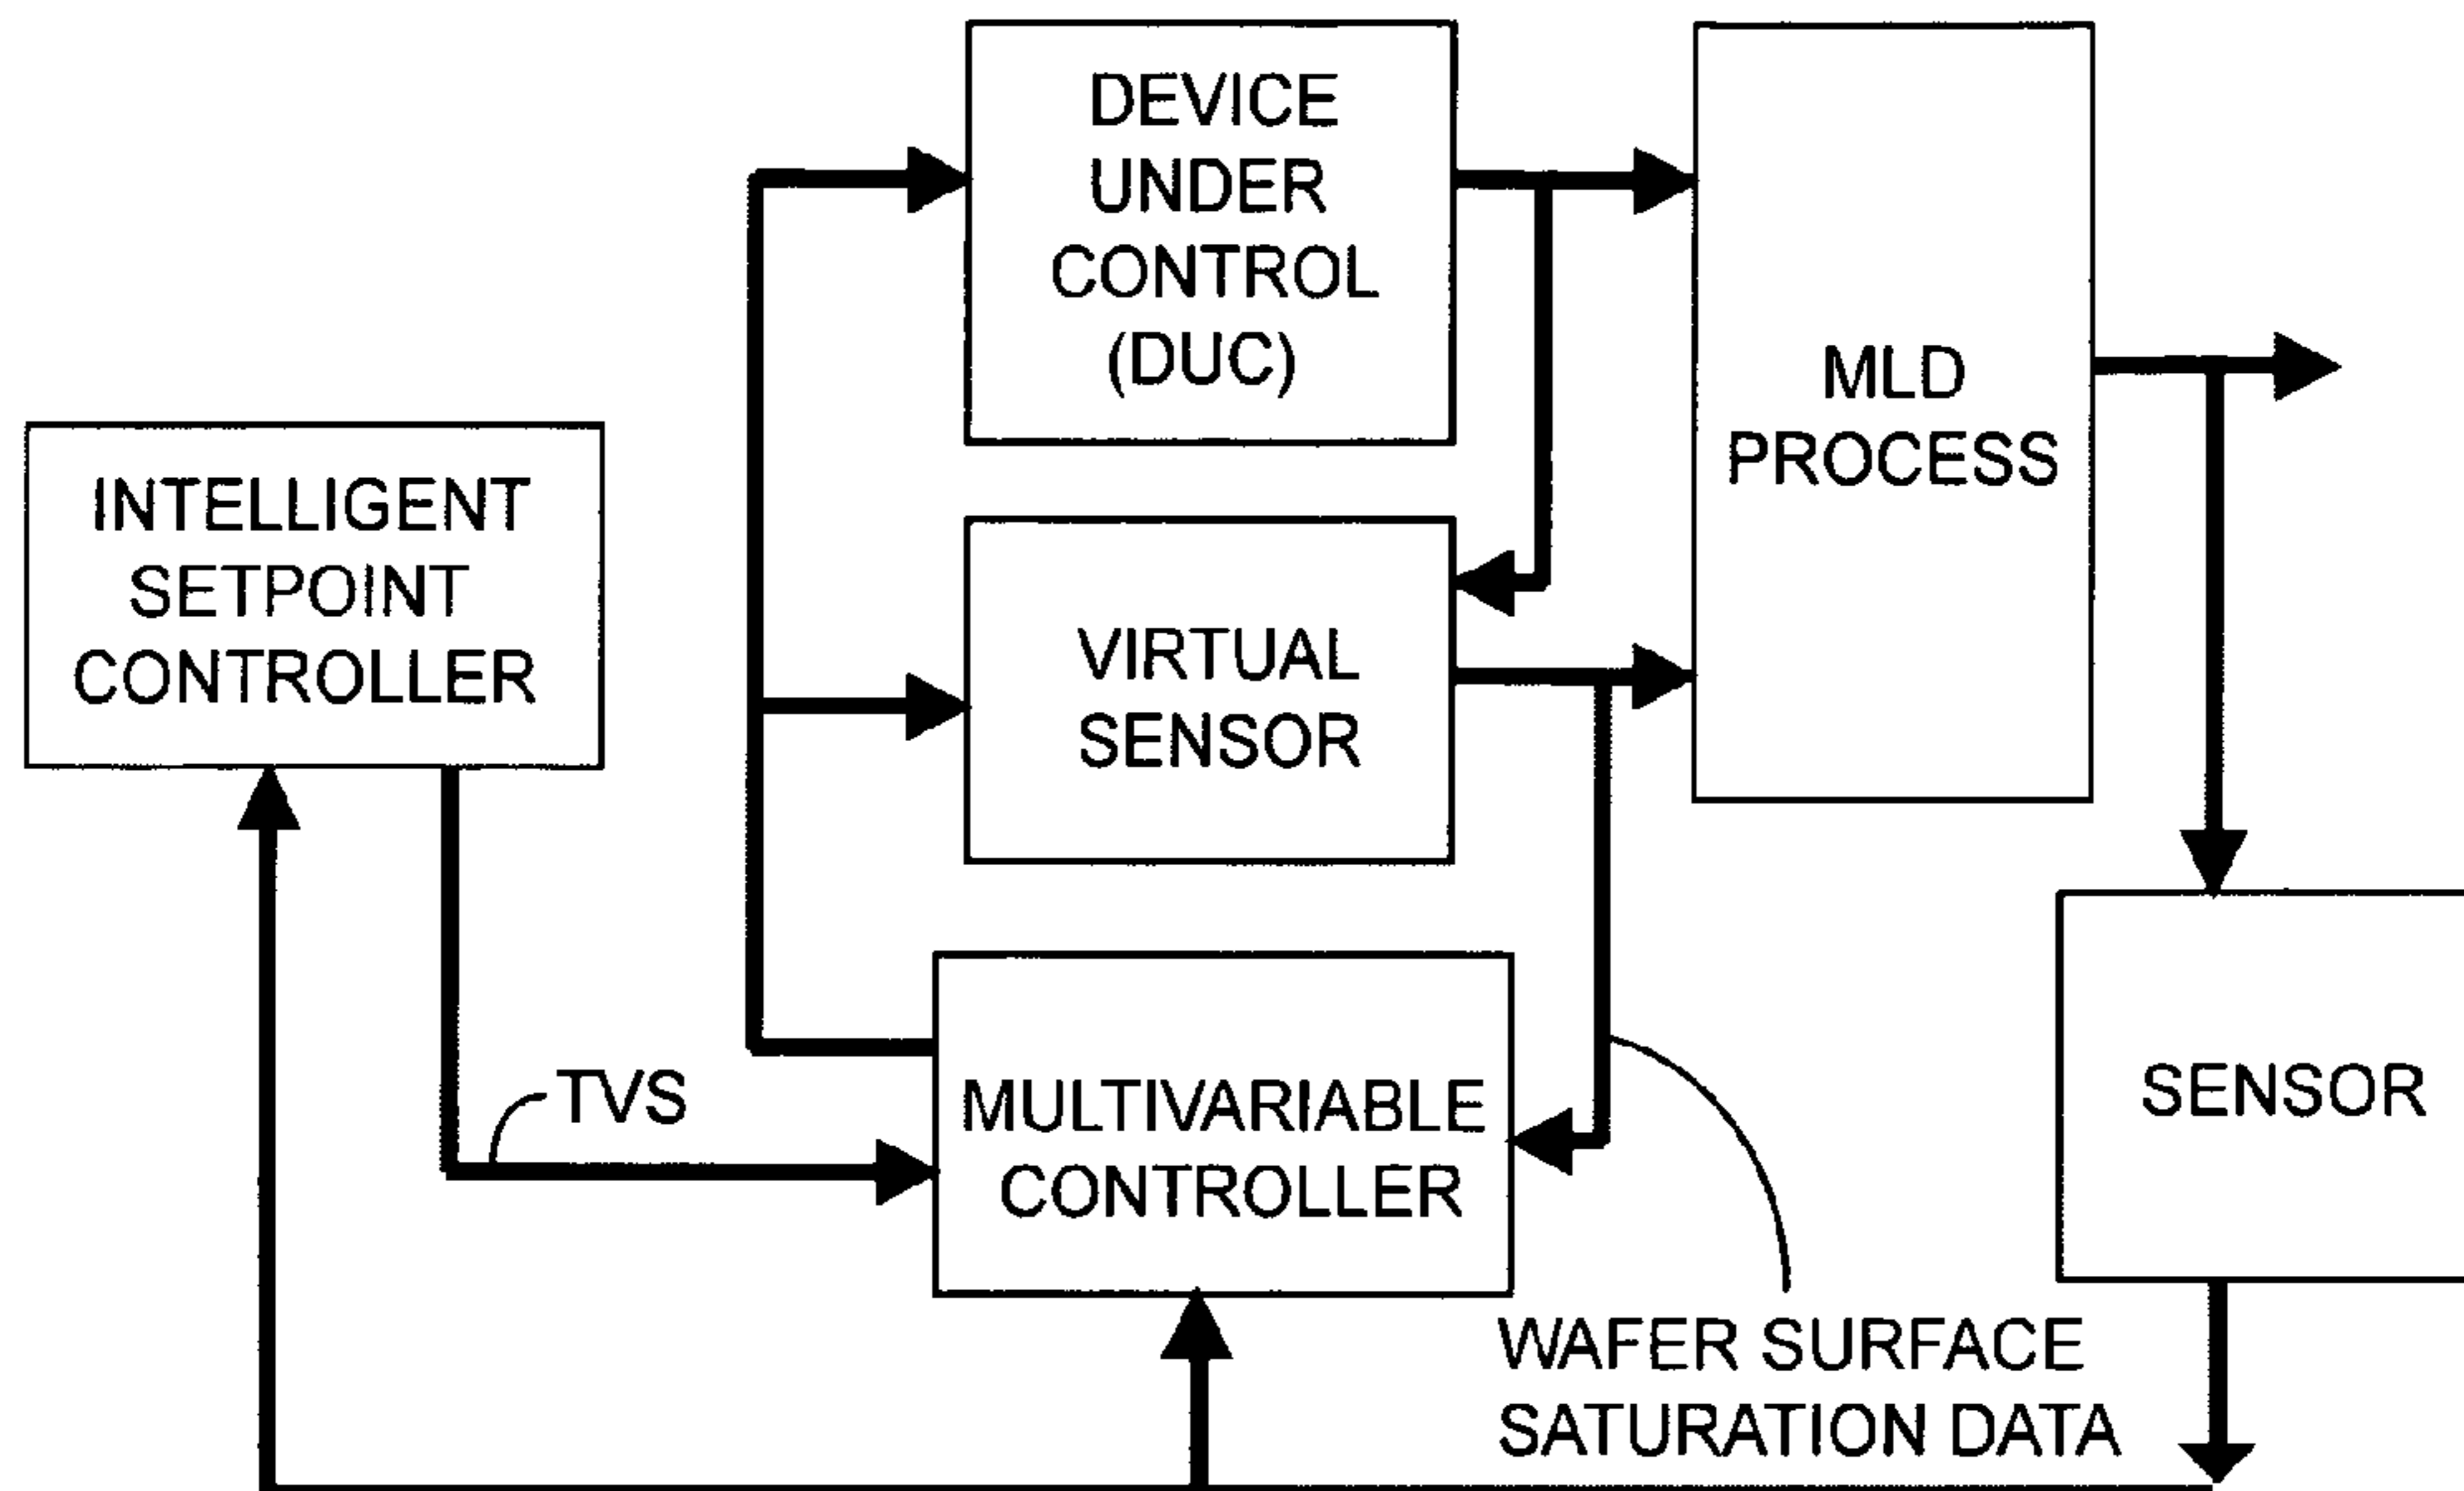 DEVICE
UNDER
CONTROL
(DUC)
MLD
PROCESS
INTELLIGENT
SETPOINT
CONTROLLER
VIRTUAL
SENSOR
TVS
MULTIVARIABLE
CONTROLLER
SENSOR
WAFER SURFACE
SATURATION DATA